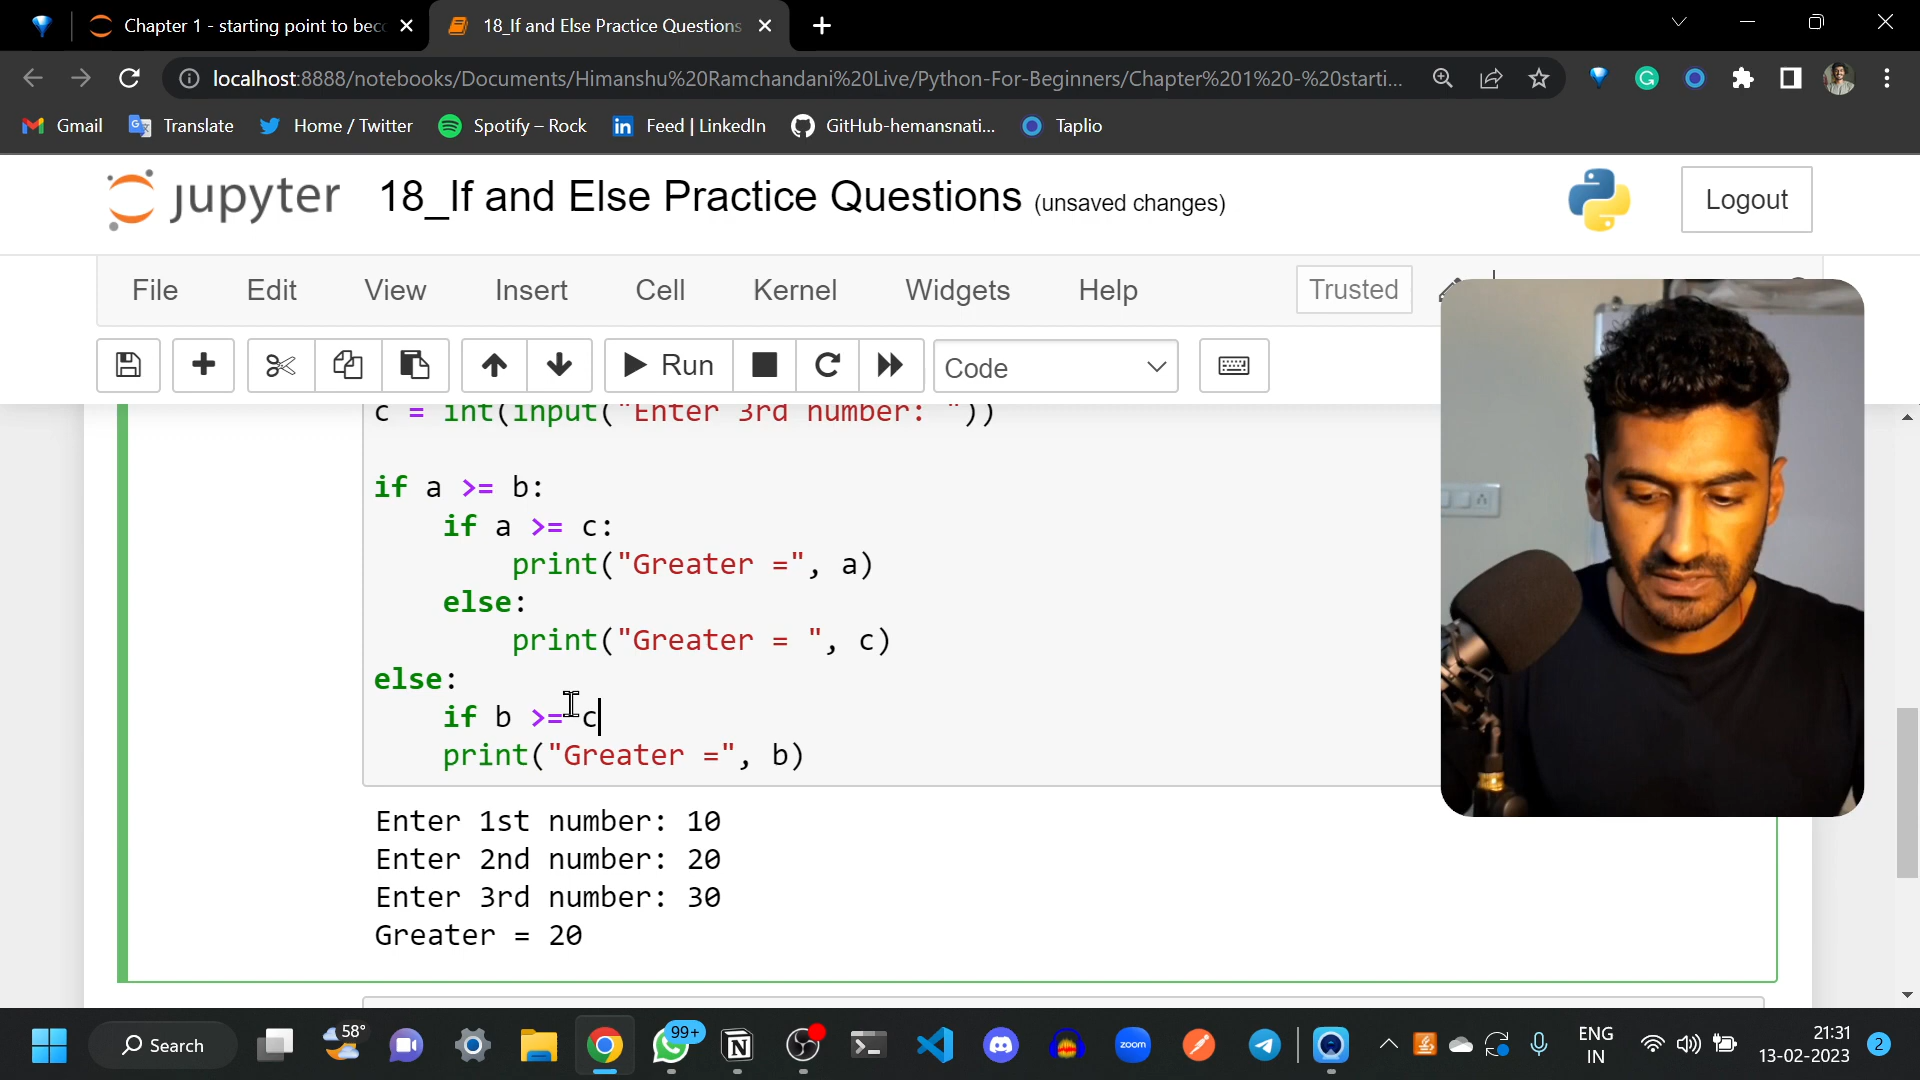 Chapter 1 - starting point to bec
18_If and Else Practice Questions
localhost:8888/notebooks/Documents/Himanshu%20Ramchandani%20Live/Python-For-Beginners/Chapter%201%20-%20starti...
Gmail
Translate
Home / Twitter
Spotify – Rock
Feed | LinkedIn
GitHub-hemansnati...
Taplio
jupyter 18_If and Else Practice Questions (unsaved changes)
Logout
File Edit View Insert Cell Kernel Widgets Help
Trusted
Run
Code
c = int(input("Enter 3rd number: "))
if a >= b:
    if a >= c:
        print("Greater =", a)
    else:
        print("Greater = ", c)
else:
    if b >= c
    print("Greater =", b)
Enter 1st number: 10
Enter 2nd number: 20
Enter 3rd number: 30
Greater = 20
Search
58°
99+
zoom
ENG
IN
21:31
13-02-2023
2